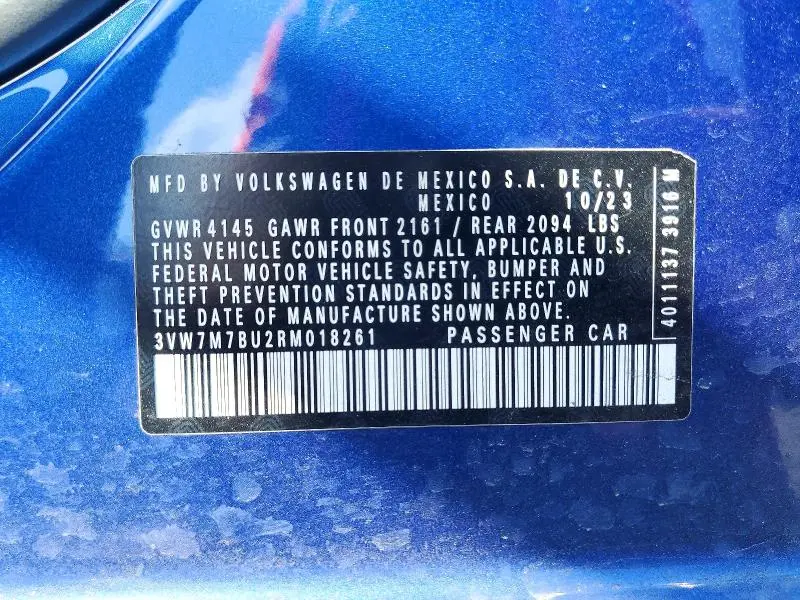 MFD BY VOLKSWAGEN DE MEXICO S.A. DE C.V.
MEXICO 10/23
GVWR 4145 GAWR FRONT 2161 / REAR 2094 LBS
THIS VEHICLE CONFORMS TO ALL APPLICABLE U.S.
FEDERAL MOTOR VEHICLE SAFETY, BUMPER AND
THEFT PREVENTION STANDARDS IN EFFECT ON
THE DATE OF MANUFACTURE SHOWN ABOVE.
3VW7M7BU2RM018261 PASSENGER CAR
4011137 3910 M